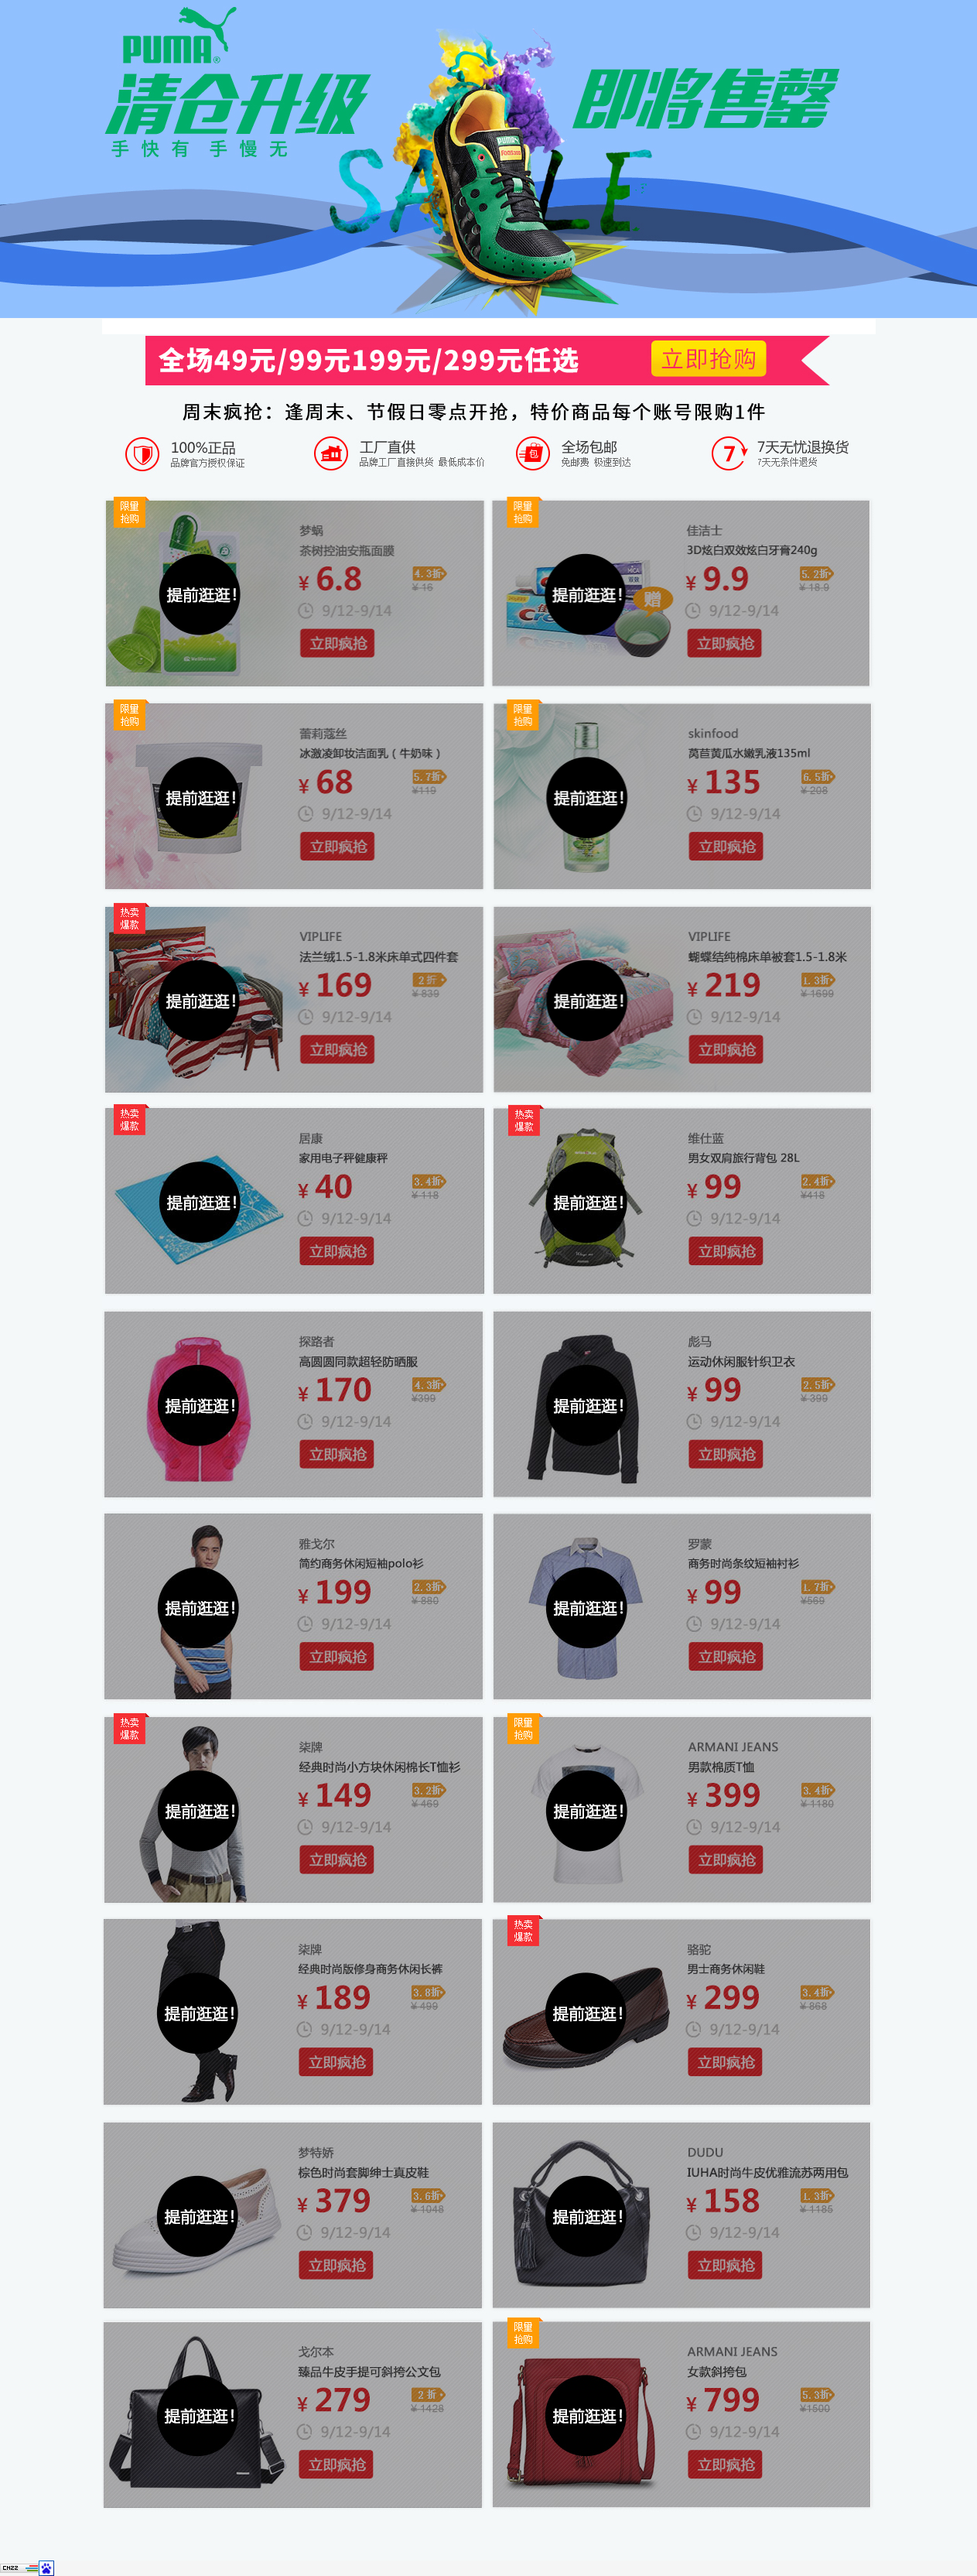 PUMA
清仓升级
即将售罄
手快有 手慢无
SALE
全场49元/99元199元/299元任选
立即抢购
周末疯抢：逢周末、节假日零点开抢，特价商品每个账号限购1件
100%正品
品牌官方授权保证
工厂直供
品牌工厂直接供货 最低成本价
包
全场包邮
免邮费 极速到达
7
7天无忧退换货
7天无条件退货
限量
抢购
梦蜗
茶树控油安瓶面膜
¥ 6.8
4.3折
¥ 16
9/12-9/14
立即疯抢
提前逛逛！
限量
抢购
佳洁士
3D炫白双效炫白牙膏240g
¥ 9.9
5.2折
¥ 18.9
9/12-9/14
立即疯抢
提前逛逛！
赠
限量
抢购
蕾莉蔻丝
冰激凌卸妆洁面乳（牛奶味）
¥ 68
5.7折
¥119
9/12-9/14
立即疯抢
提前逛逛！
限量
抢购
skinfood
莴苣黄瓜水嫩乳液135ml
¥ 135
6.5折
¥ 208
9/12-9/14
立即疯抢
提前逛逛！
热卖
爆款
VIPLIFE
法兰绒1.5-1.8米床单式四件套
¥ 169
2 折
¥ 839
9/12-9/14
立即疯抢
提前逛逛！
VIPLIFE
蝴蝶结纯棉床单被套1.5-1.8米
¥ 219
1.3折
¥ 1699
9/12-9/14
立即疯抢
提前逛逛！
热卖
爆款
居康
家用电子秤健康秤
¥ 40
3.4折
¥ 118
9/12-9/14
立即疯抢
提前逛逛！
热卖
爆款
维仕蓝
男女双肩旅行背包 28L
¥ 99
2.4折
¥418
9/12-9/14
立即疯抢
提前逛逛！
探路者
高圆圆同款超轻防晒服
¥ 170
4.3折
¥399
9/12-9/14
立即疯抢
提前逛逛！
彪马
运动休闲服针织卫衣
¥ 99
2.5折
¥ 399
9/12-9/14
立即疯抢
提前逛逛！
雅戈尔
简约商务休闲短袖polo衫
¥ 199
2.3折
¥ 880
9/12-9/14
立即疯抢
提前逛逛！
罗蒙
商务时尚条纹短袖衬衫
¥ 99
1.7折
¥569
9/12-9/14
立即疯抢
提前逛逛！
热卖
爆款
柒牌
经典时尚小方块休闲棉长T恤衫
¥ 149
3.2折
¥ 469
9/12-9/14
立即疯抢
提前逛逛！
限量
抢购
ARMANI JEANS
男款棉质T恤
¥ 399
3.4折
¥ 1180
9/12-9/14
立即疯抢
提前逛逛！
柒牌
经典时尚版修身商务休闲长裤
¥ 189
3.8折
¥ 499
9/12-9/14
立即疯抢
提前逛逛！
热卖
爆款
骆驼
男士商务休闲鞋
¥ 299
3.4折
¥ 868
9/12-9/14
立即疯抢
提前逛逛！
梦特娇
棕色时尚套脚绅士真皮鞋
¥ 379
3.6折
¥ 1048
9/12-9/14
立即疯抢
提前逛逛！
DUDU
IUHA时尚牛皮优雅流苏两用包
¥ 158
1.3折
¥ 1185
9/12-9/14
立即疯抢
提前逛逛！
戈尔本
臻品牛皮手提可斜挎公文包
¥ 279
2 折
¥ 1428
9/12-9/14
立即疯抢
提前逛逛！
限量
抢购
ARMANI JEANS
女款斜挎包
¥ 799
5.3折
¥1500
9/12-9/14
立即疯抢
提前逛逛！
CNZZ